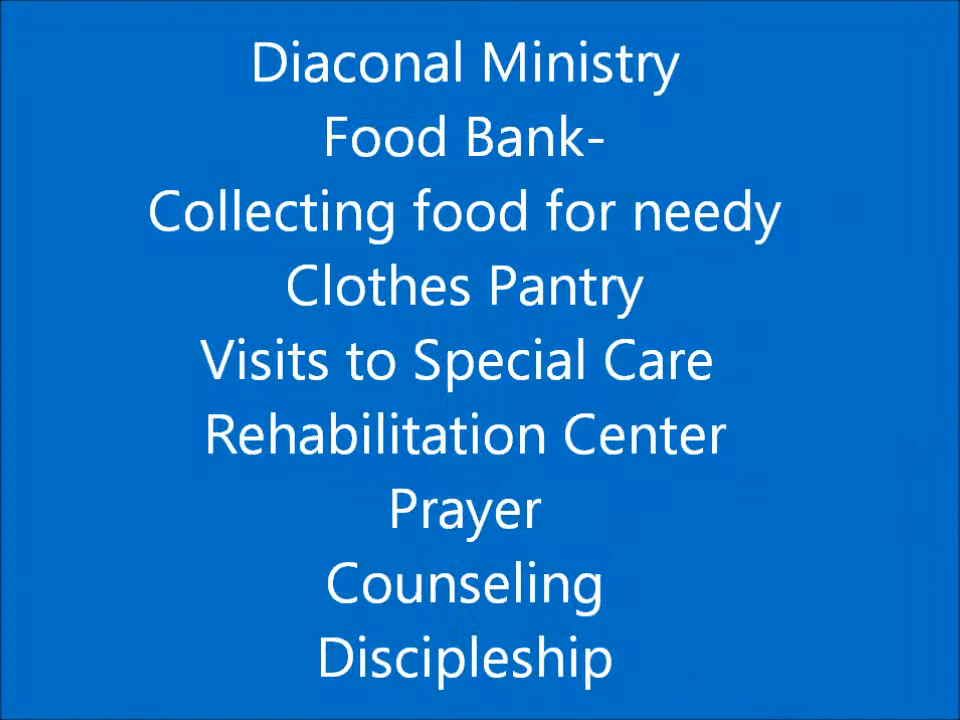 Diaconal Ministry
Food Bank-
Collecting food for needy
Clothes Pantry
Visits to Special Care
Rehabilitation Center
Prayer
Counseling
Discipleship